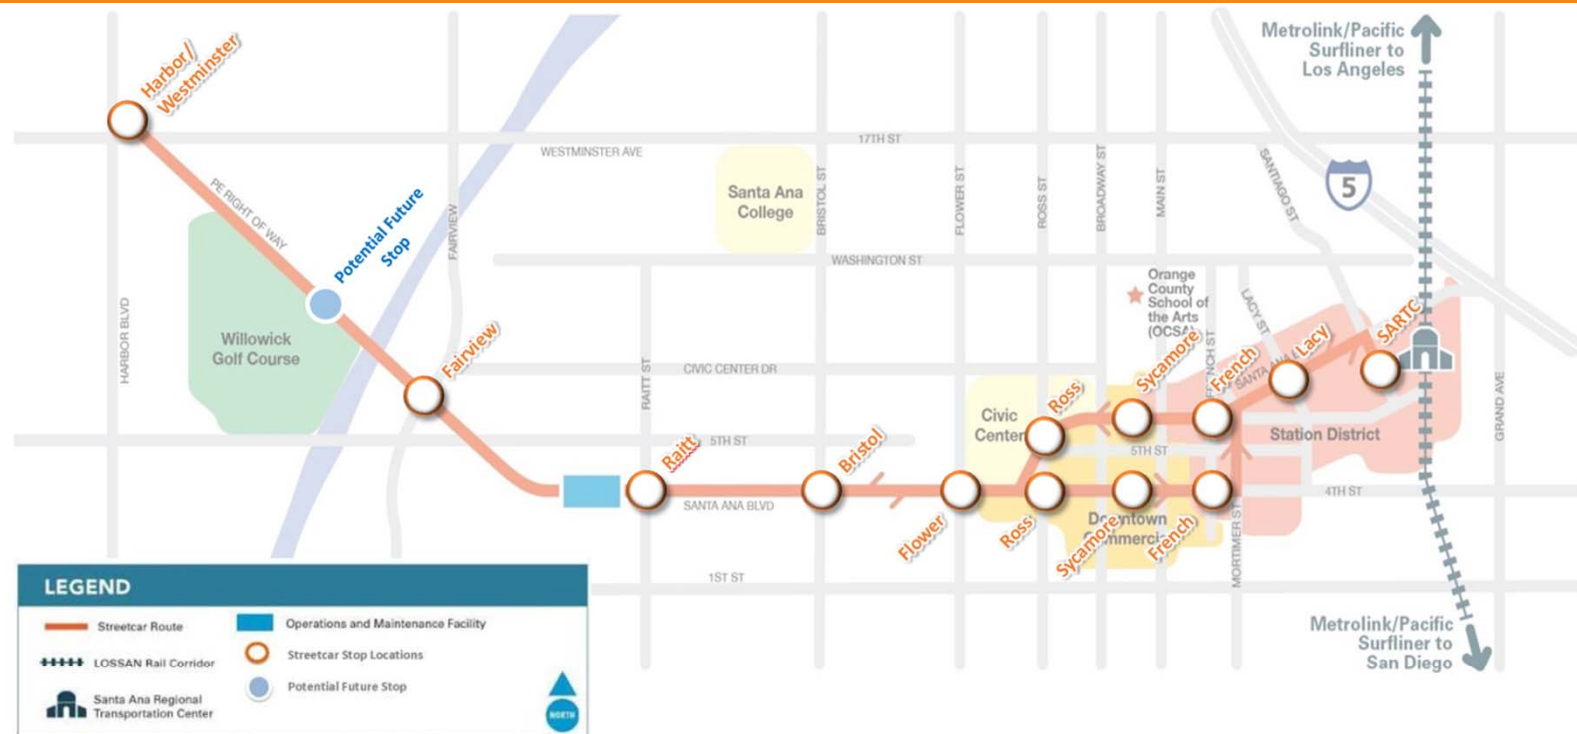 Harbor/
Westminster
Metrolink/Pacific
Surfliner to
Los Angeles
17TH ST
WESTMINSTER AVE
5
PE RIGHT OF WAY
Potential Future
Stop
FAIRVIEW
Santa Ana
College
BRISTOL ST
FLOWER ST
ROSS ST
BROADWAY ST
MAIN ST
SANTIAGO ST
WASHINGTON ST
Orange
County
School of
the Arts
(OCSA)
LACY ST
HARBOR BLVD
Willowick
Golf Course
Fairview
RAITT ST
CIVIC CENTER DR
Sycamore
French
Lacy
SARTC
SANTA ANA
GRAND AVE
Ross
Civic
Center
5TH ST
Raitt
Bristol
5TH ST
Station District
SANTA ANA BLVD
4TH ST
Flower
Ross
Downtown
Sycamore
French
MORTIMER ST
1ST ST
Metrolink/Pacific
Surfliner to
San Diego
LEGEND
Streetcar Route
LOSSAN Rail Corridor
Santa Ana Regional
Transportation Center
Operations and Maintenance Facility
Streetcar Stop Locations
Potential Future Stop
NORTH